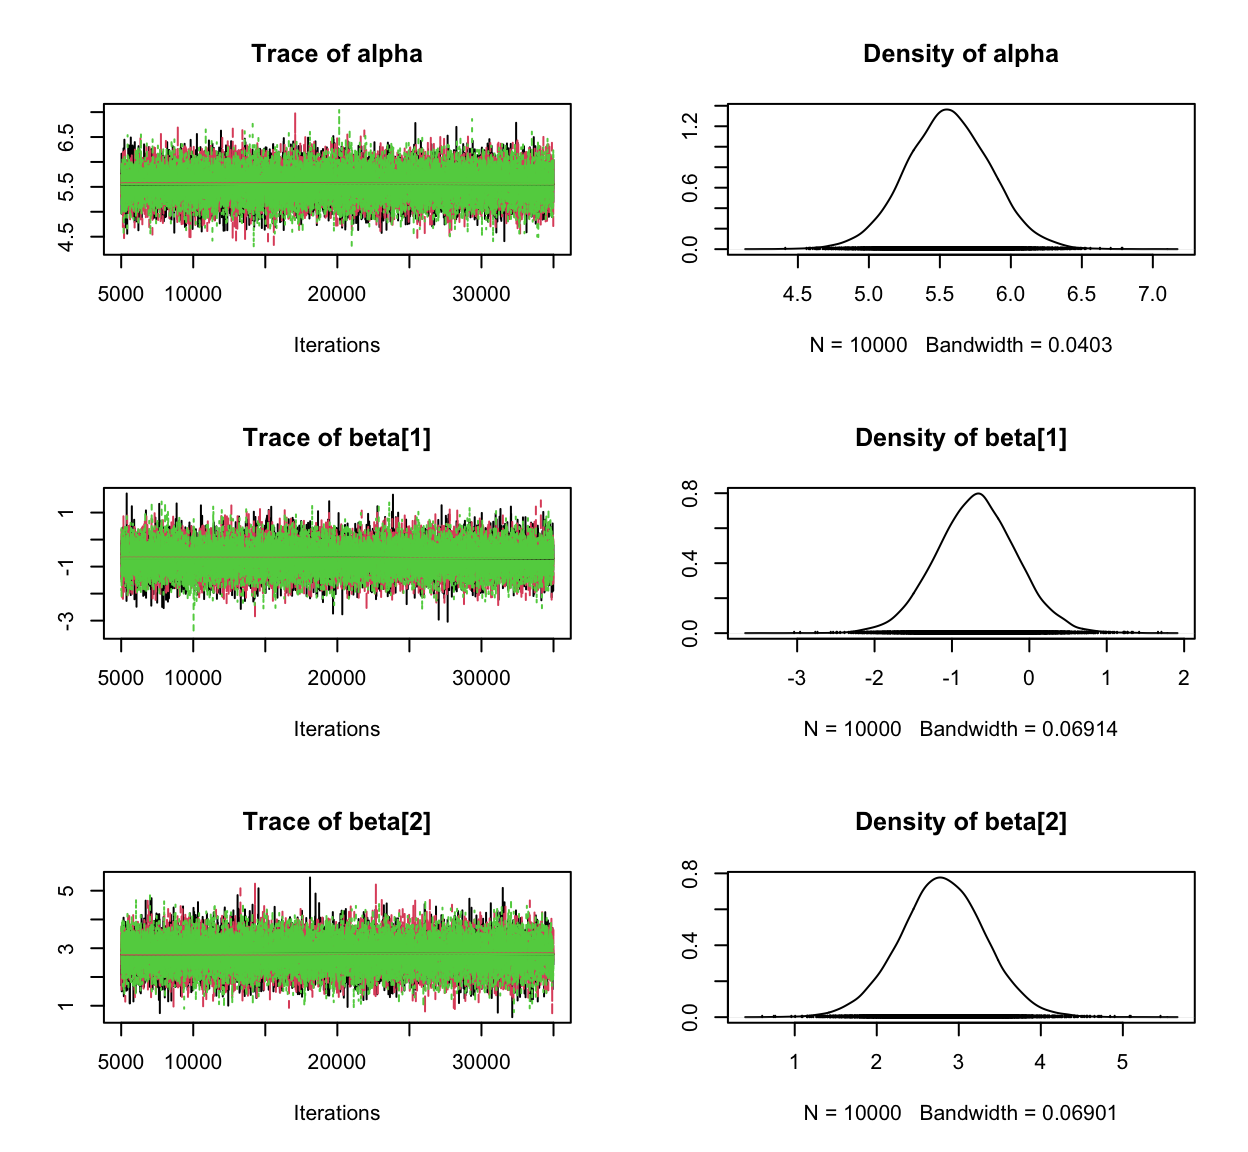 Trace of alpha
4.5 5.5 6.5
5000 10000 20000 30000
Iterations
Density of alpha
0.0 0.6 1.2
4.5 5.0 5.5 6.0 6.5 7.0
N = 10000 Bandwidth = 0.0403
Trace of beta[1]
-3 -1 1
5000 10000 20000 30000
Iterations
Density of beta[1]
0.0 0.4 0.8
-3 -2 -1 0 1 2
N = 10000 Bandwidth = 0.06914
Trace of beta[2]
1 3 5
5000 10000 20000 30000
Iterations
Density of beta[2]
0.0 0.4 0.8
1 2 3 4 5
N = 10000 Bandwidth = 0.06901